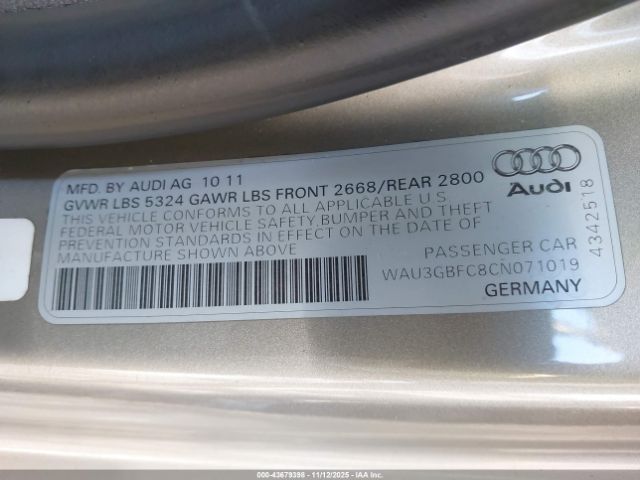 MFD. BY AUDI AG 10 11
GVWR LBS 5324 GAWR LBS FRONT 2668/REAR 2800
THIS VEHICLE CONFORMS TO ALL APPLICABLE U S
FEDERAL MOTOR VEHICLE SAFETY,BUMPER AND THEFT
PREVENTION STANDARDS IN EFFECT ON THE DATE OF
MANUFACTURE SHOWN ABOVE
PASSENGER CAR
WAU3GBFC8CN071019
GERMANY
Audi
4342518
000-43679398 - 11/12/2025 - IAA Inc.